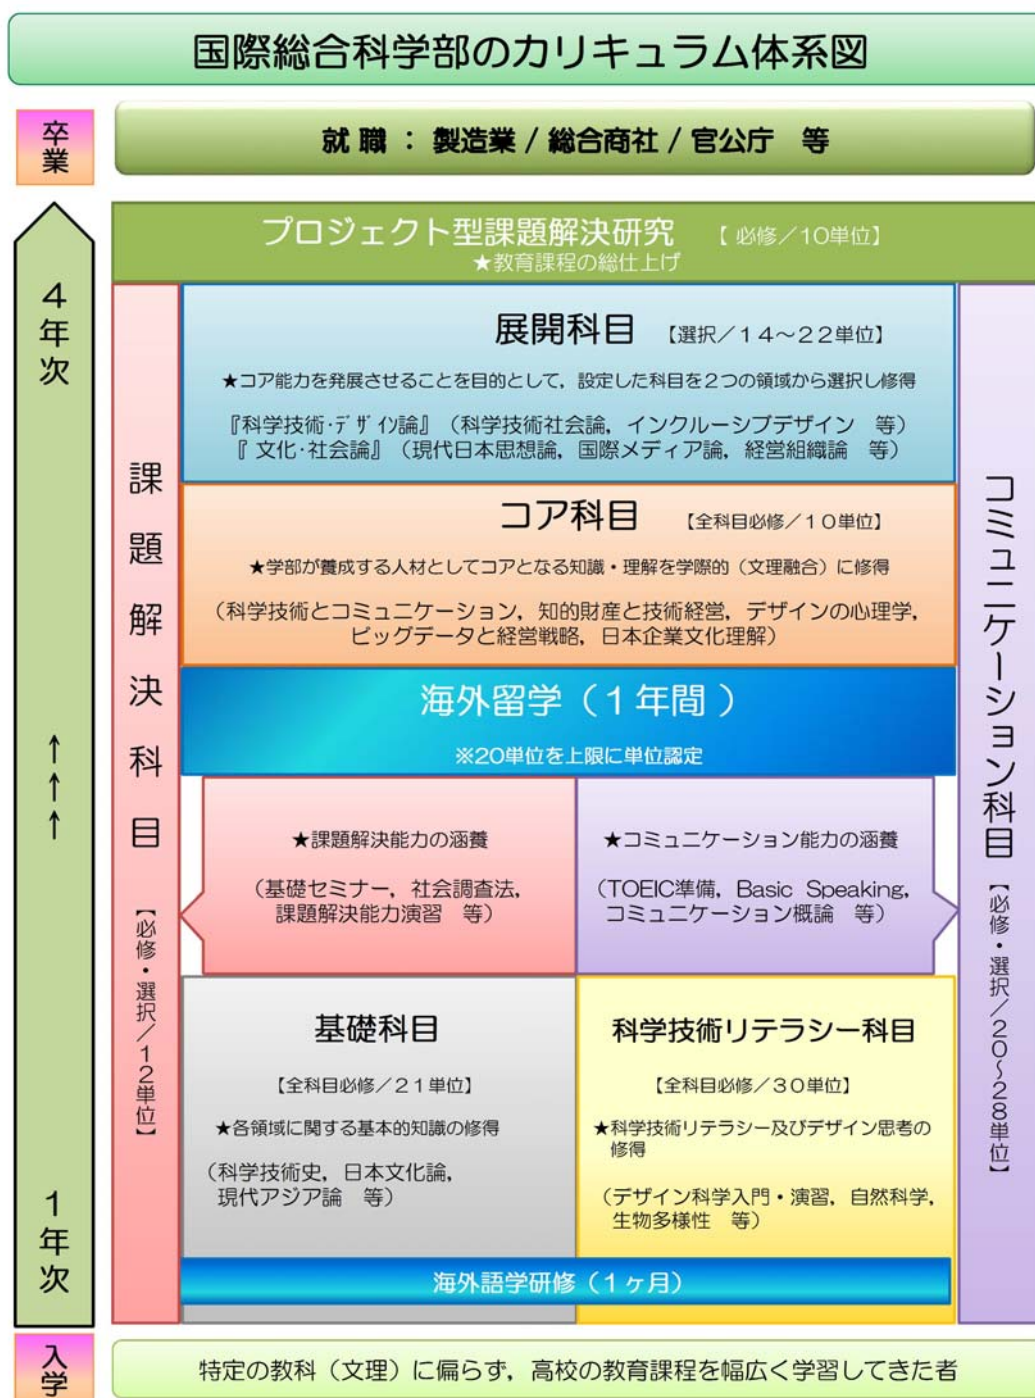 国際総合科学部のカリキュラム体系図
卒業
就職：製造業／総合商社／官公庁　等
プロジェクト型課題解決研究　【必修／10単位】
★教育課程の総仕上げ
4年次
展開科目　【選択／１４～２２単位】
★コア能力を発展させることを目的として，設定した科目を２つの領域から選択し修得
『科学技術･ﾃﾞｻﾞｲﾝ論』（科学技術社会論，インクルーシブデザイン　等）
『 文化･社会論』（現代日本思想論，国際メディア論，経営組織論　等）
コア科目　【全科目必修／１０単位】
★学部が養成する人材としてコアとなる知識・理解を学際的（文理融合）に修得
（科学技術とコミュニケーション，知的財産と技術経営，デザインの心理学，
ビッグデータと経営戦略，日本企業文化理解）
課題解決科目【必修・選択／12単位】
コミュニケーション科目【必修・選択／20～28単位】
海外留学（１年間）
※20単位を上限に単位認定
↑↑↑
★課題解決能力の涵養
（基礎セミナー，社会調査法，
課題解決能力演習　等）
★コミュニケーション能力の涵養
（TOEIC準備，Basic Speaking，
コミュニケーション概論　等）
基礎科目
【全科目必修／２１単位】
★各領域に関する基本的知識の修得
（科学技術史，日本文化論，
現代アジア論　等）
科学技術リテラシー科目
【全科目必修／３０単位】
★科学技術リテラシー及びデザイン思考の
修得
（デザイン科学入門・演習，自然科学，
生物多様性　等）
1年次
海外語学研修（１ヶ月）
入学
特定の教科（文理）に偏らず，高校の教育課程を幅広く学習してきた者